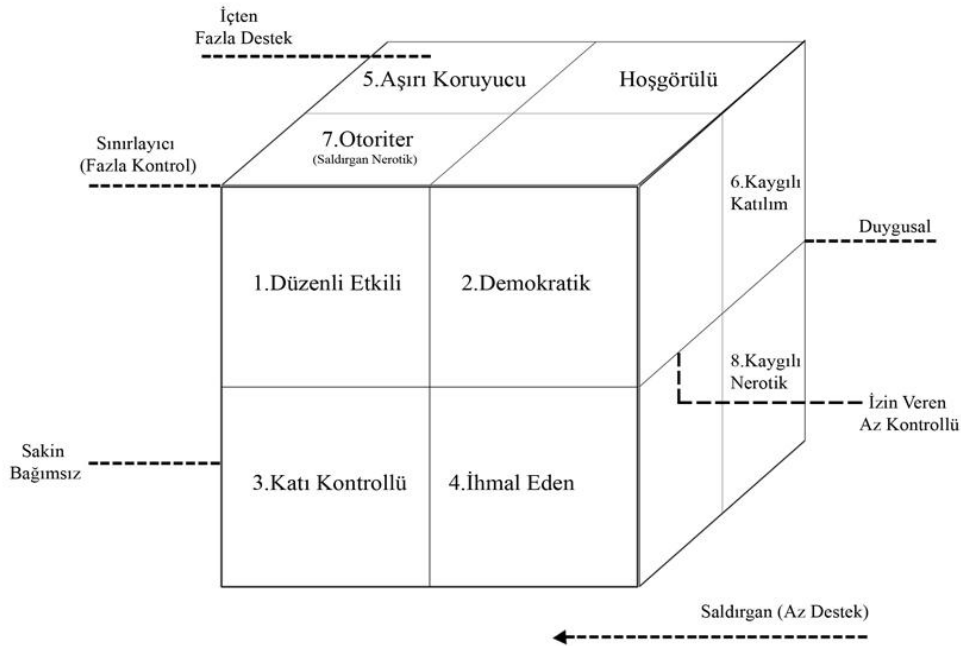 İçten
Fazla Destek
5.Aşırı Koruyucu
Hoşgörülü
7.Otoriter
(Saldırgan Nerotik)
Sınırlayıcı
(Fazla Kontrol)
6.Kaygılı
Katılım
Duygusal
1.Düzenli Etkili
2.Demokratik
8.Kaygılı
Nerotik
İzin Veren
Az Kontrollü
Sakin
Bağımsız
3.Katı Kontrollü
4.İhmal Eden
Saldırgan (Az Destek)